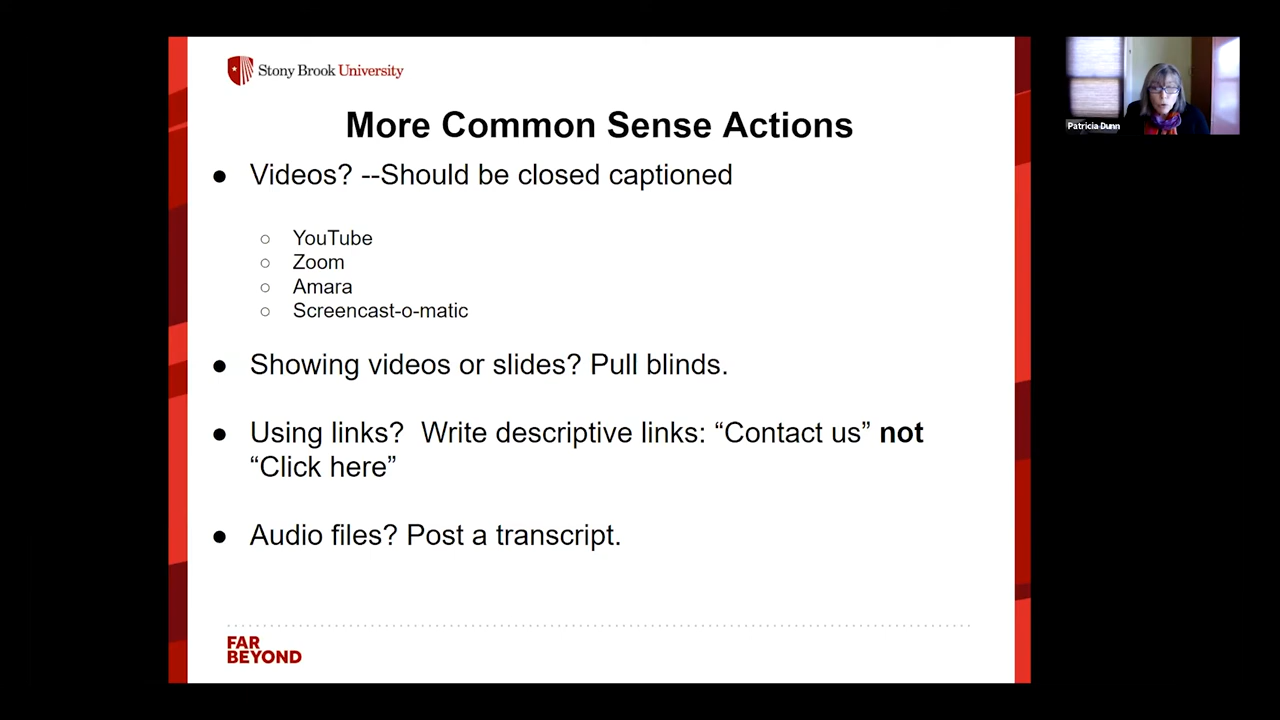 Stony Brook University
More Common Sense Actions
● Videos? --Should be closed captioned
○ YouTube
○ Zoom
○ Amara
○ Screencast-o-matic
● Showing videos or slides? Pull blinds.
● Using links?  Write descriptive links: “Contact us” not
“Click here”
● Audio files? Post a transcript.
FAR
BEYOND
Patricia Dunn